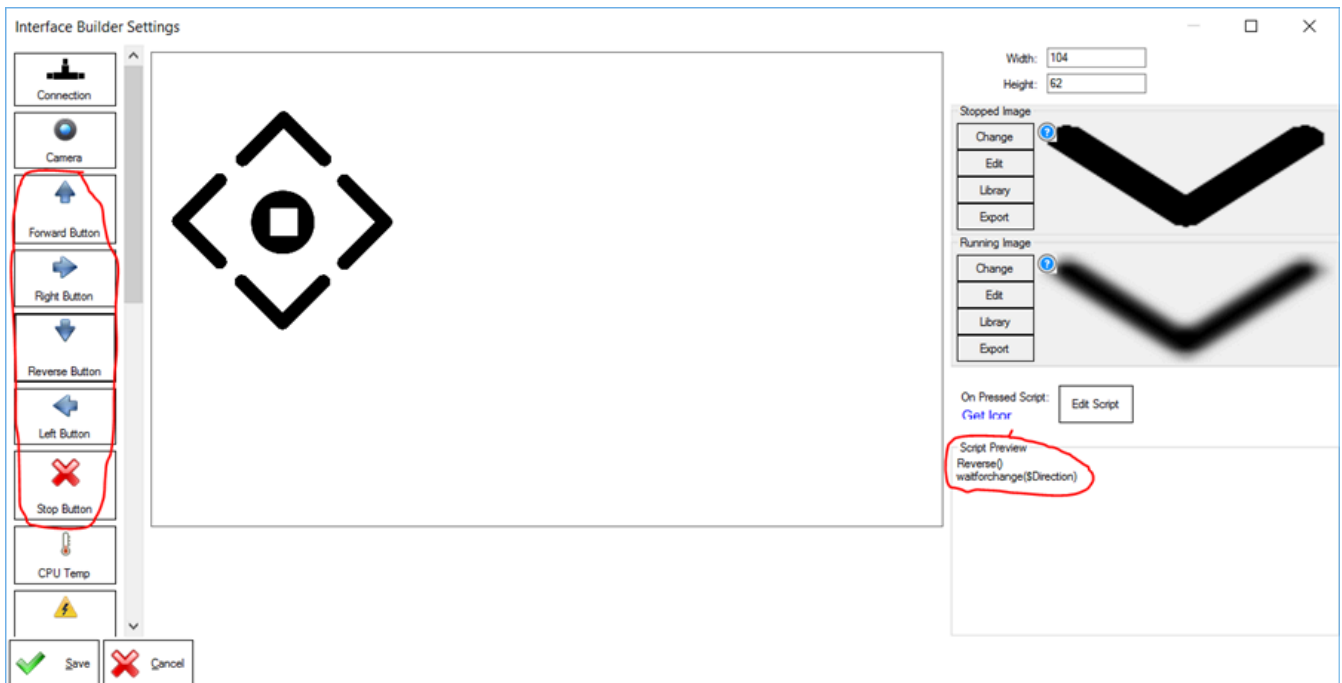 Interface Builder Settings
Connection
Camera
Forward Button
Right Button
Reverse Button
Left Button
Stop Button
CPU Temp
Save
Cancel
Width: 104
Height: 62
Stopped Image
Change
Edit
Library
Export
Running Image
Change
Edit
Library
Export
On Pressed Script:
Edit Script
Get Icor
Script Preview
Reverse()
waitforchange($Direction)